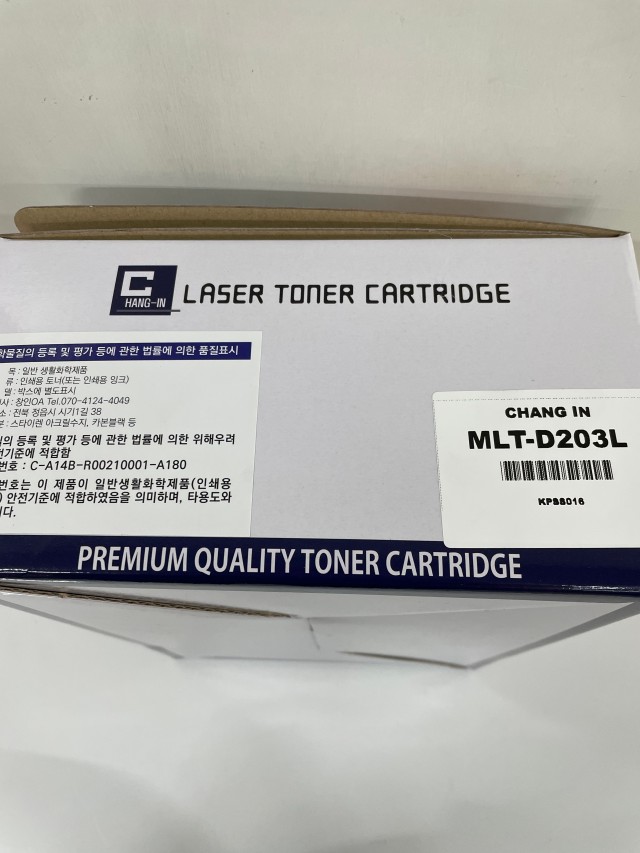 C
HANG-IN
LASER TONER CARTRIDGE
학물질의 등록 및 평가 등에 관한 법률에 의한 품질표시
목 : 일반 생활화학제품
류 : 인쇄용 토너(또는 인쇄용 잉크)
델 : 박스에 별도표시
사 : 창인OA Tel.070-4124-4049
소 : 전북 정읍시 시기1길 38
분 : 스타이렌 아크릴수지, 카본블랙 등
질의 등록 및 평가 등에 관한 법률에 의한 위해우려
전기준에 적합함
번호 : C-A14B-R00210001-A180
번호는 이 제품이 일반생활화학제품(인쇄용
) 안전기준에 적합하였음을 의미하며, 타용도와
다.
CHANG IN
MLT-D203L
KPSS016
PREMIUM QUALITY TONER CARTRIDGE